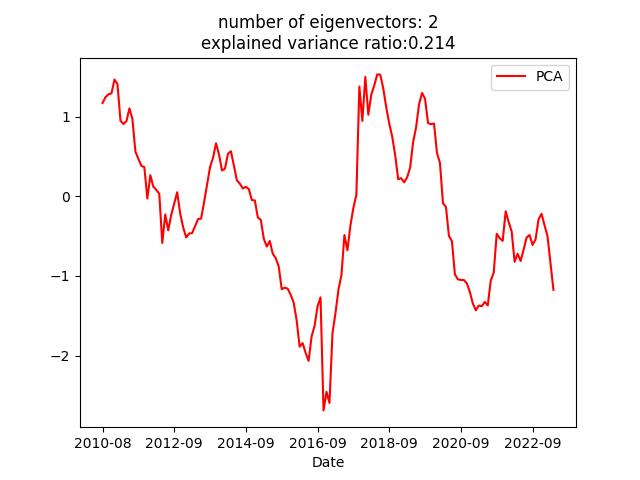 number of eigenvectors: 2
explained variance ratio:0.214
PCA
1
0
−1
−2
2010-08 2012-09 2014-09 2016-09 2018-09 2020-09 2022-09
Date